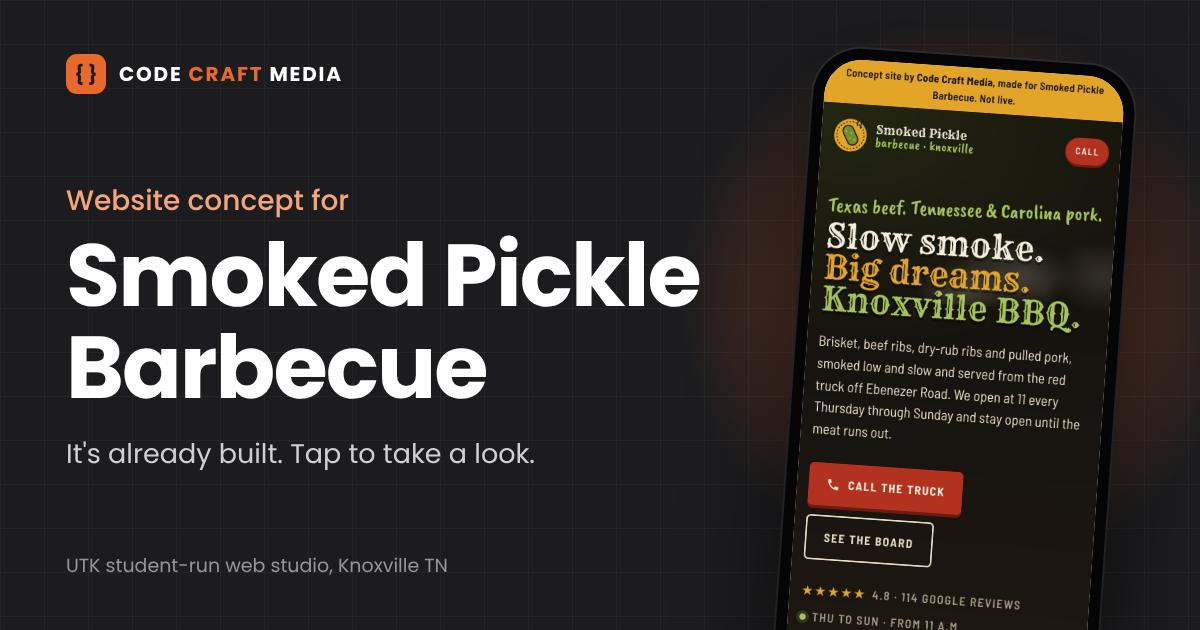 { } CODE CRAFT MEDIA
Website concept for
Smoked Pickle
Barbecue
It's already built. Tap to take a look.
UTK student-run web studio, Knoxville TN
Concept site by Code Craft Media, made for Smoked Pickle
Barbecue. Not live.
Smoked Pickle
barbecue · knoxville
CALL
Texas beef. Tennessee & Carolina pork.
Slow smoke.
Big dreams.
Knoxville BBQ.
Brisket, beef ribs, dry-rub ribs and pulled pork,
smoked low and slow and served from the red
truck off Ebenezer Road. We open at 11 every
Thursday through Sunday and stay open until the
meat runs out.
CALL THE TRUCK
SEE THE BOARD
★★★★★ 4.8 · 114 GOOGLE REVIEWS
THU TO SUN · FROM 11 A.M